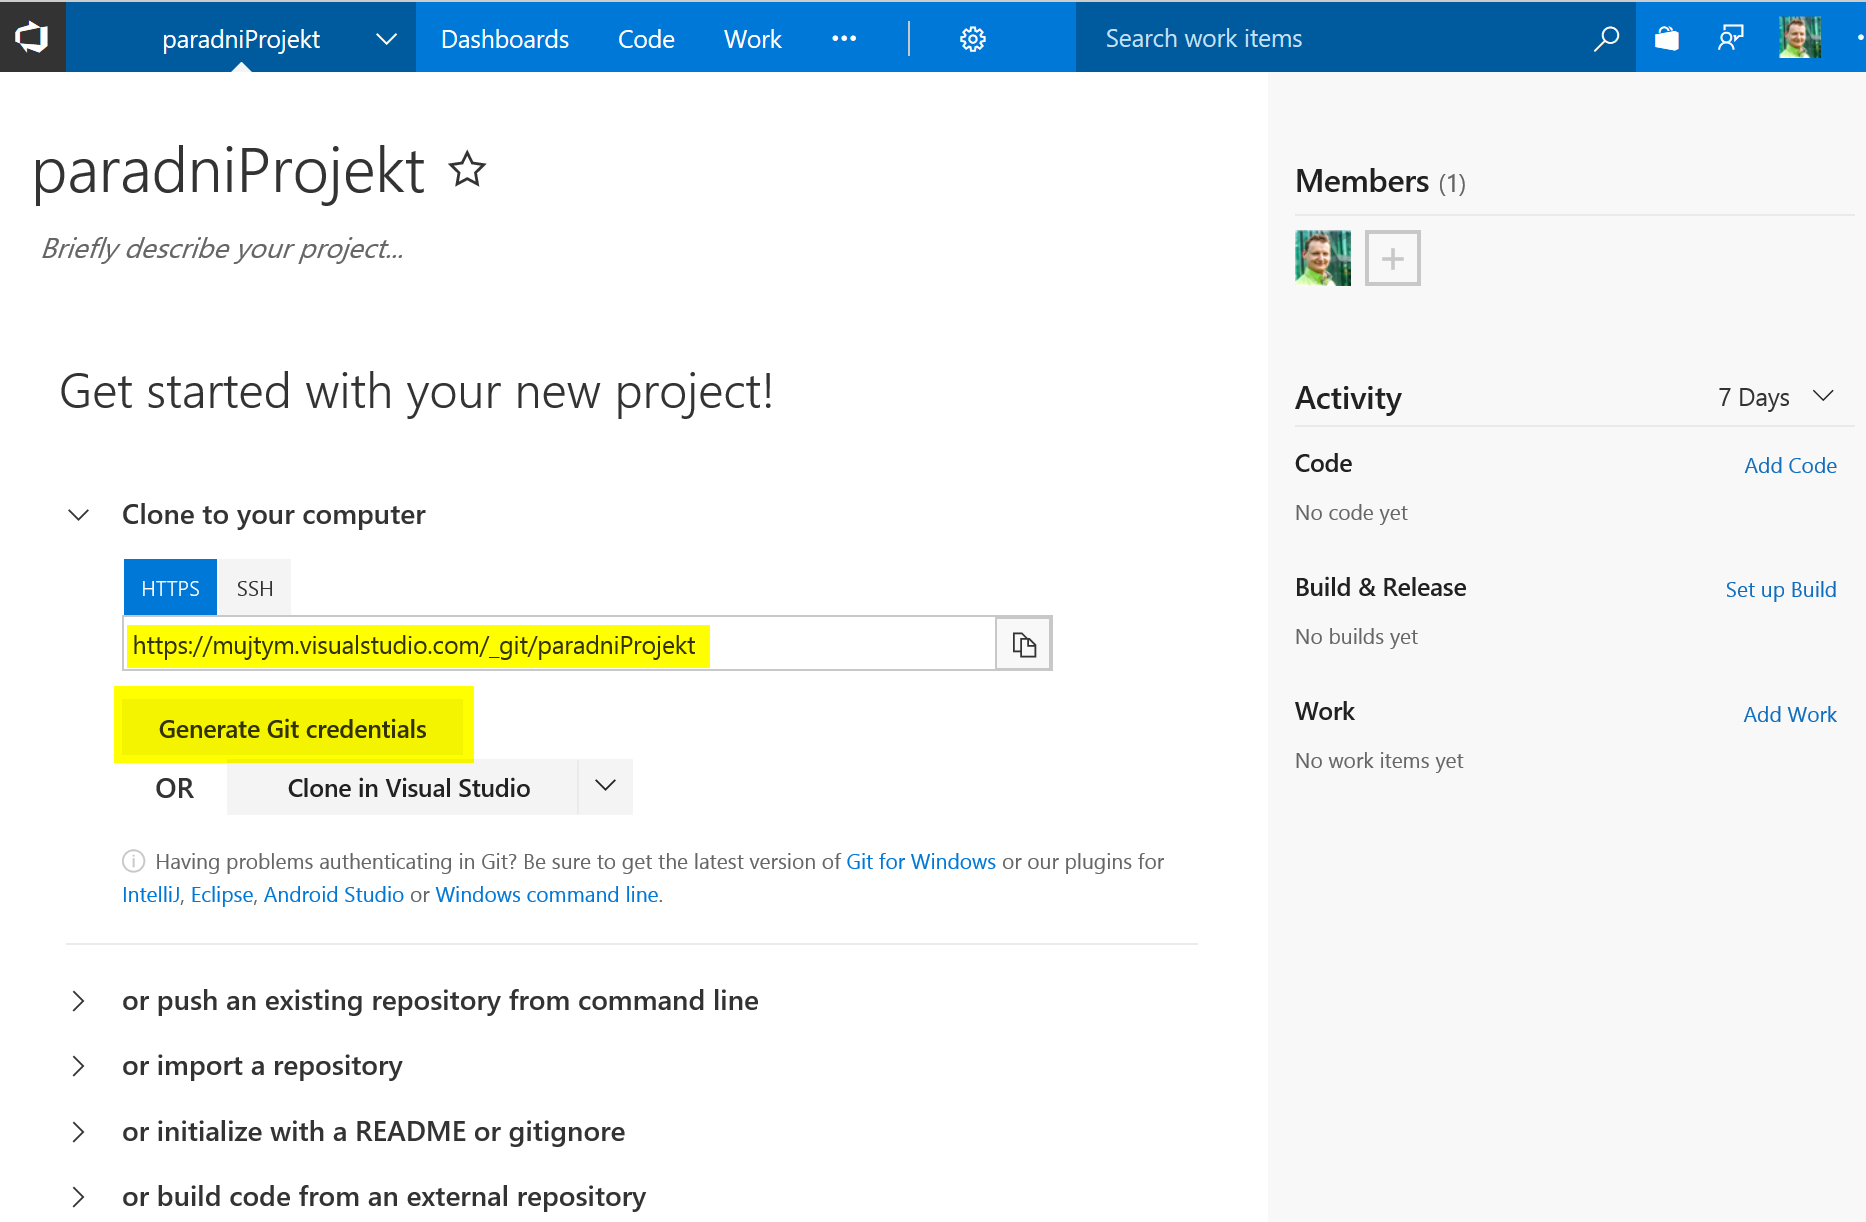 paradniProjekt Dashboards Code Work ••• Search work items
paradniProjekt
Briefly describe your project...
Get started with your new project!
Clone to your computer
HTTPS SSH
https://mujtym.visualstudio.com/_git/paradniProjekt
Generate Git credentials
OR Clone in Visual Studio
Having problems authenticating in Git? Be sure to get the latest version of Git for Windows or our plugins for
IntelliJ, Eclipse, Android Studio or Windows command line.
or push an existing repository from command line
or import a repository
or initialize with a README or gitignore
or build code from an external repository
Members (1)
Activity 7 Days
Code Add Code
No code yet
Build & Release Set up Build
No builds yet
Work Add Work
No work items yet